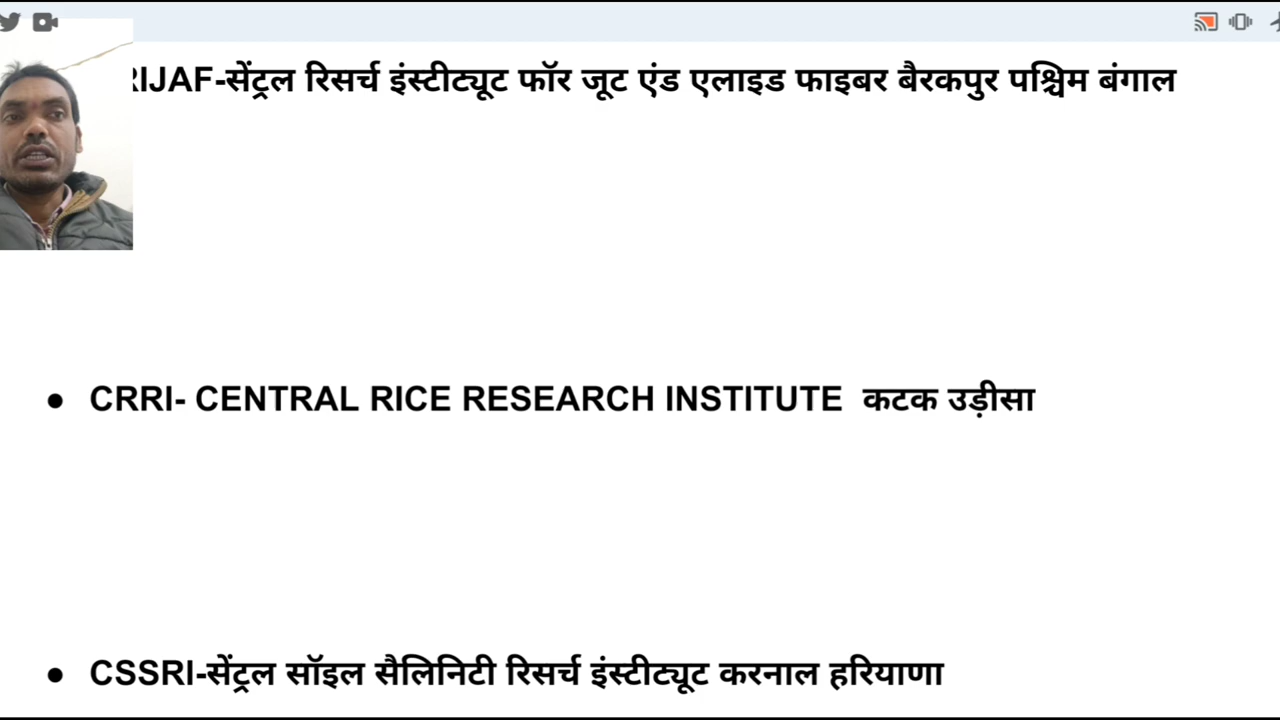 RIJAF-सेंट्रल रिसर्च इंस्टीट्यूट फॉर जूट एंड एलाइड फाइबर बैरकपुर पश्चिम बंगाल
● CRRI- CENTRAL RICE RESEARCH INSTITUTE कटक उड़ीसा
● CSSRI-सेंट्रल सॉइल सैलिनिटी रिसर्च इंस्टीट्यूट करनाल हरियाणा